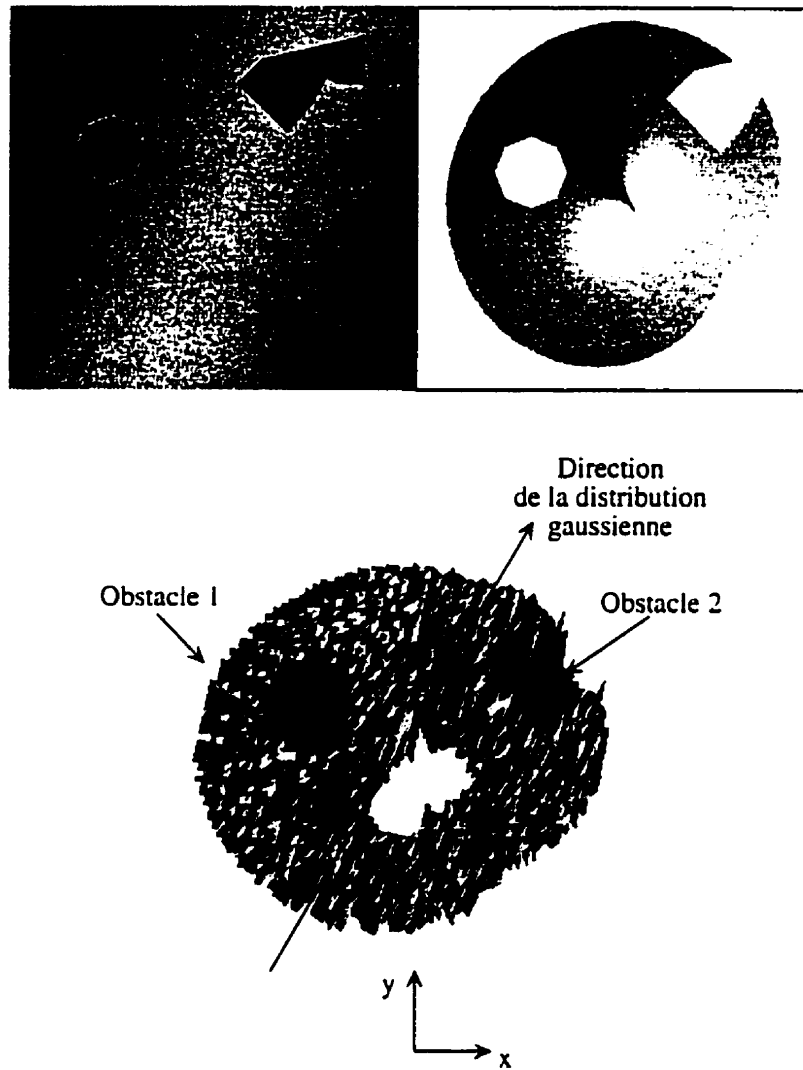 Direction
de la distribution
gaussienne
Obstacle 1
Obstacle 2
y
x